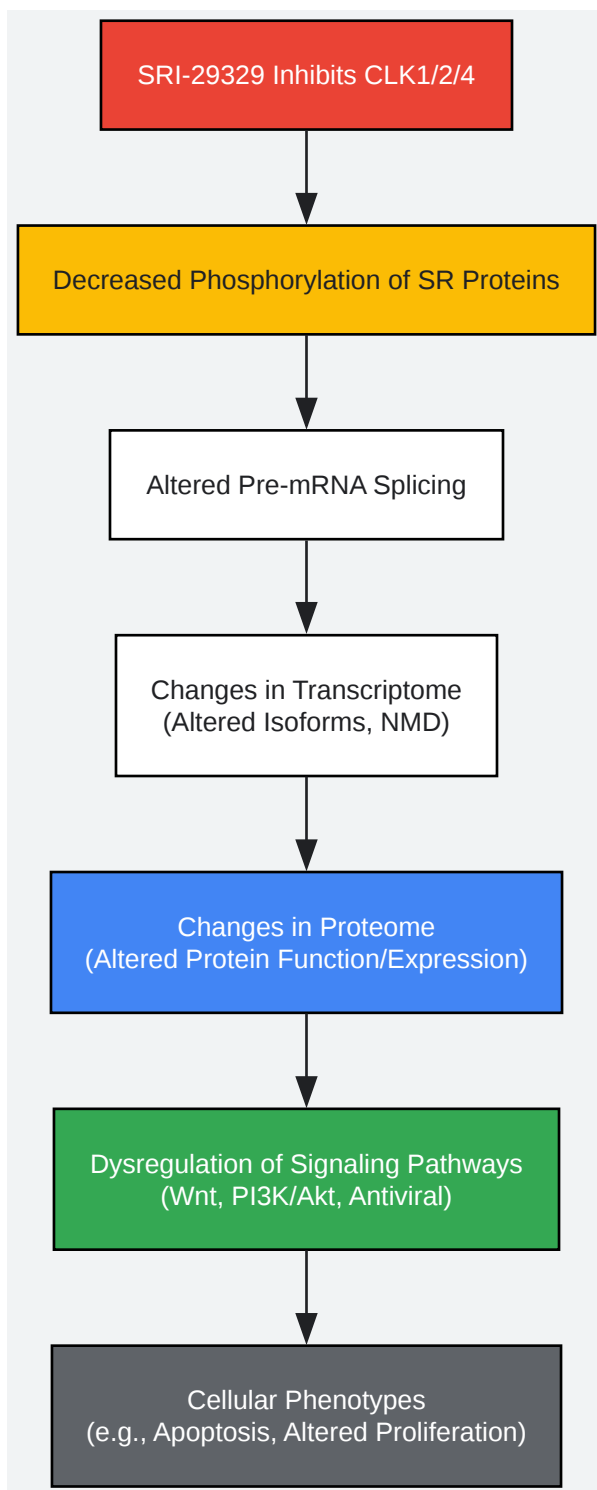 SRI-29329 Inhibits CLK1/2/4
Decreased Phosphorylation of SR Proteins
Altered Pre-mRNA Splicing
Changes in Transcriptome
(Altered Isoforms, NMD)
Changes in Proteome
(Altered Protein Function/Expression)
Dysregulation of Signaling Pathways
(Wnt, PI3K/Akt, Antiviral)
Cellular Phenotypes
(e.g., Apoptosis, Altered Proliferation)